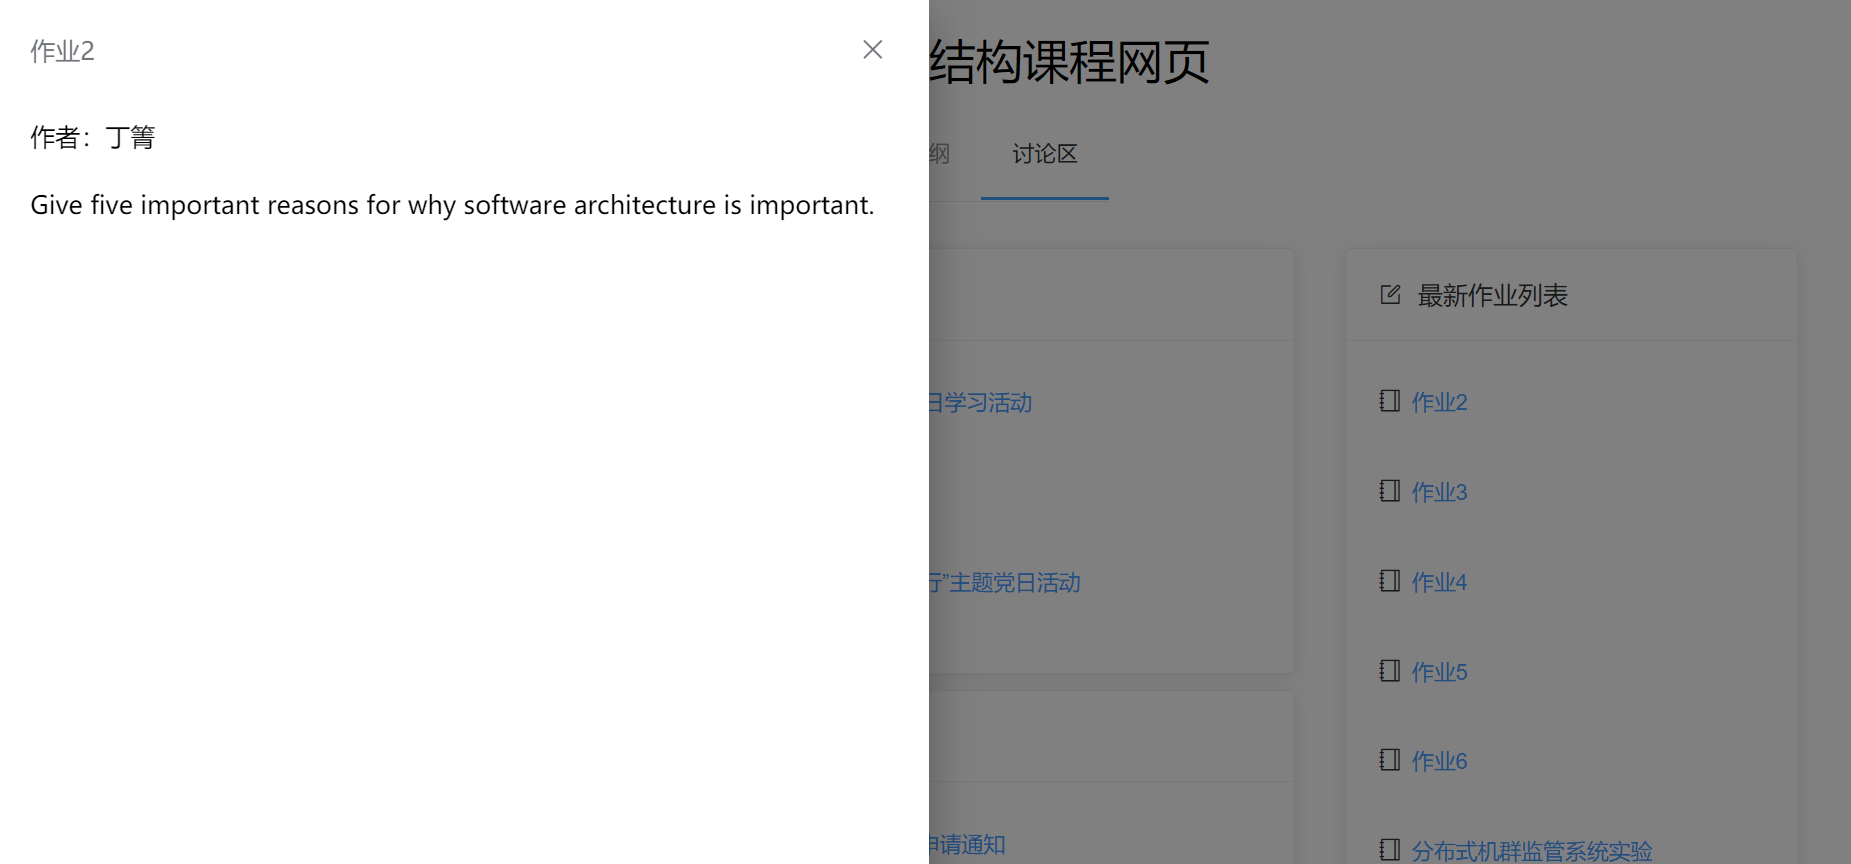 作业2
作者：丁箐
Give five important reasons for why software architecture is important.
结构课程网页
纲
讨论区
日学习活动
行”主题党日活动
申请通知
最新作业列表
作业2
作业3
作业4
作业5
作业6
分布式机群监管系统实验